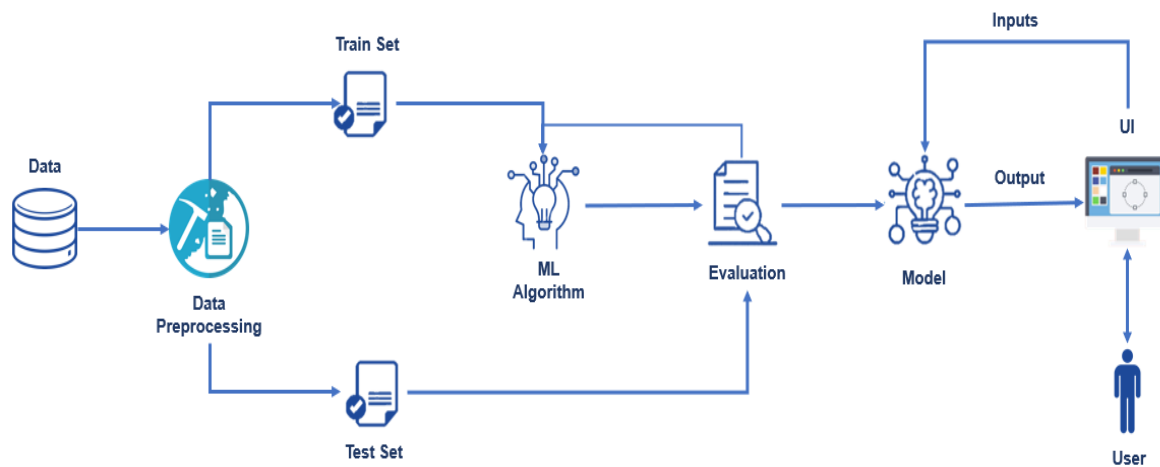 Inputs
Train Set
UI
Data
Output
ML
Algorithm
Evaluation
Model
Data
Preprocessing
Test Set
User